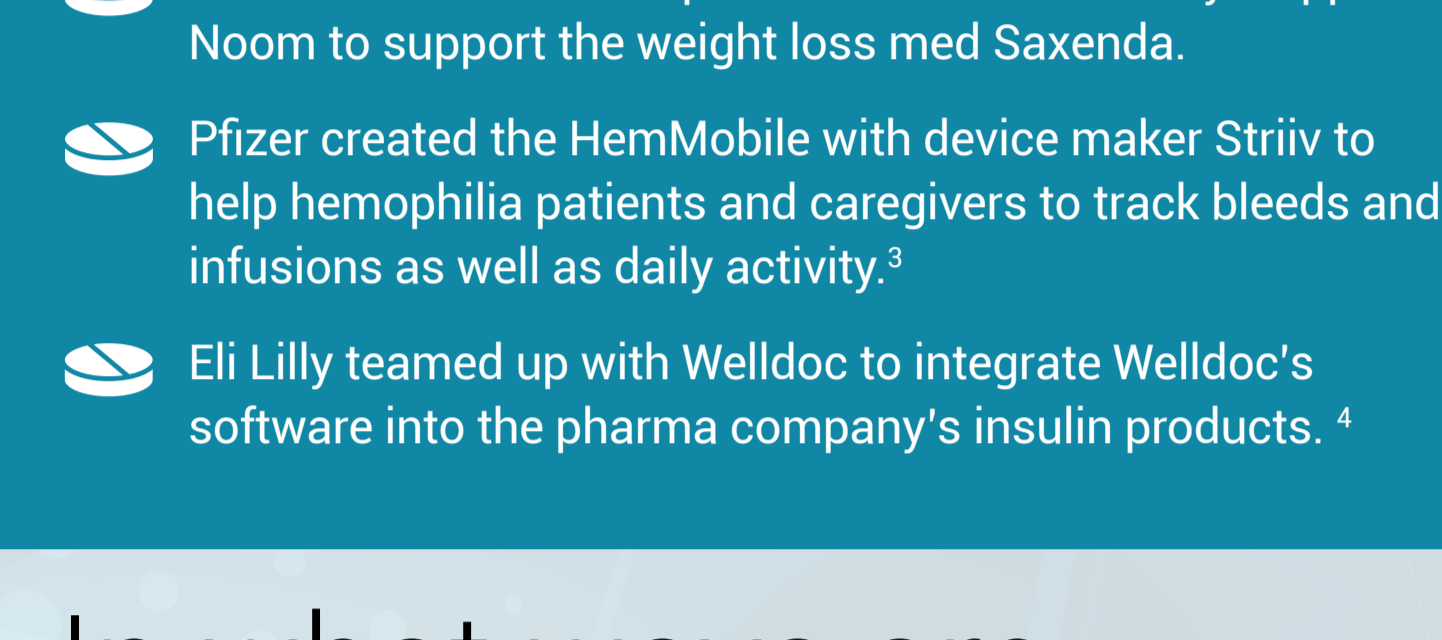 Noom to support the weight loss med Saxenda.
Pfizer created the HemMobile with device maker Striiv to
help hemophilia patients and caregivers to track bleeds and
infusions as well as daily activity.³
Eli Lilly teamed up with Welldoc to integrate Welldoc's
software into the pharma company's insulin products. ⁴